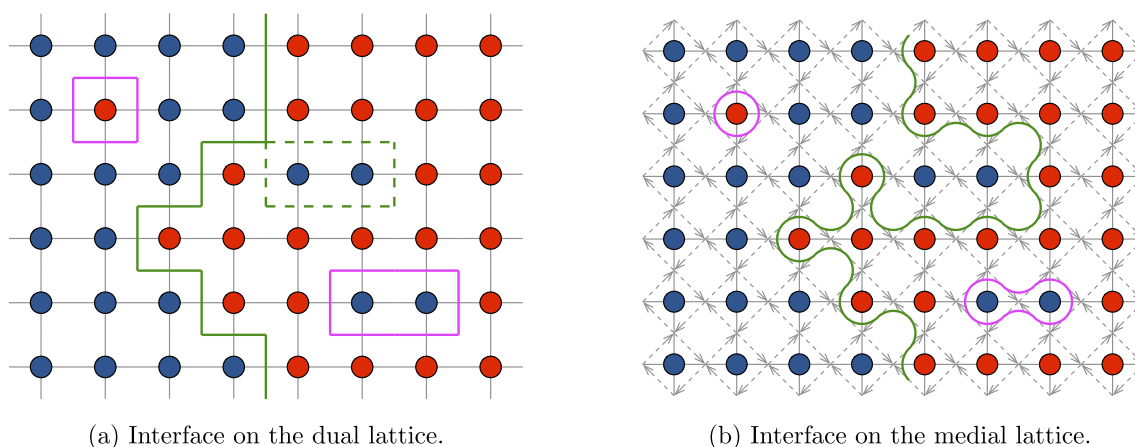 (a) Interface on the dual lattice.
(b) Interface on the medial lattice.